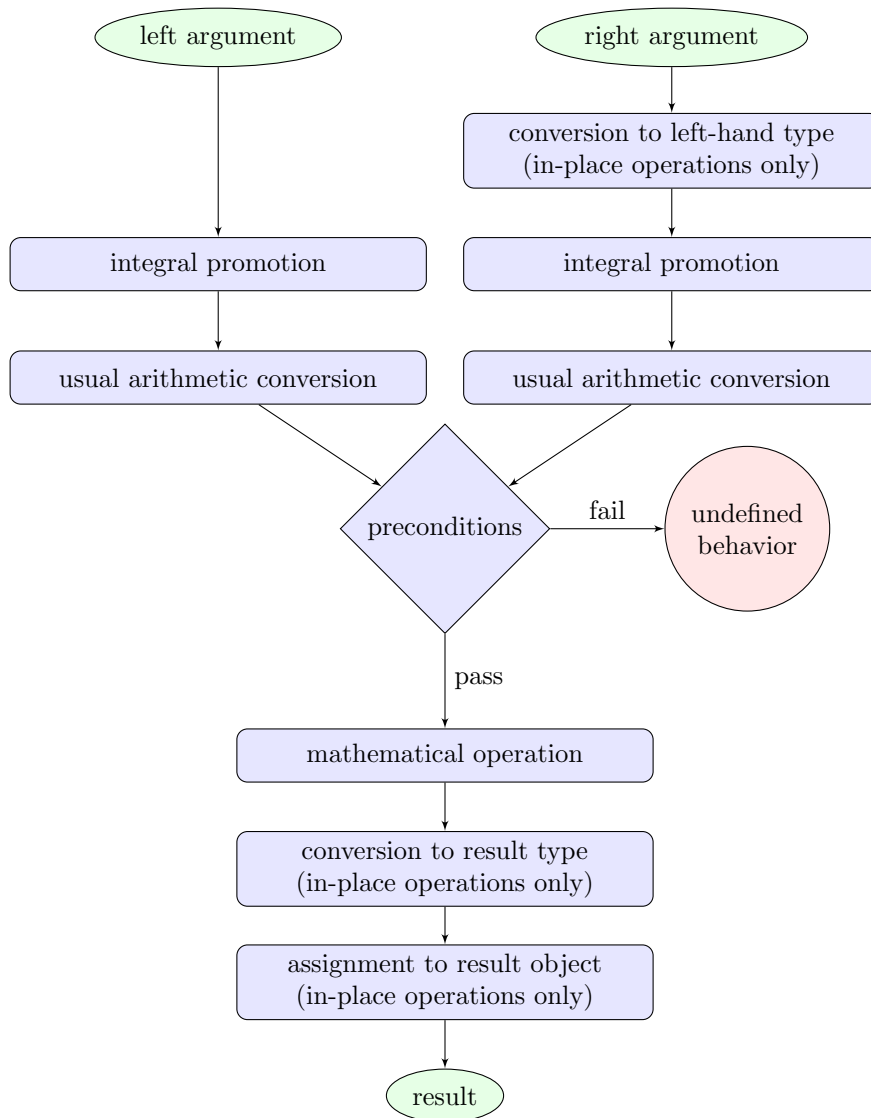 left argument
right argument
conversion to left-hand type
(in-place operations only)
integral promotion
integral promotion
usual arithmetic conversion
usual arithmetic conversion
preconditions
fail
undefined
behavior
pass
mathematical operation
conversion to result type
(in-place operations only)
assignment to result object
(in-place operations only)
result